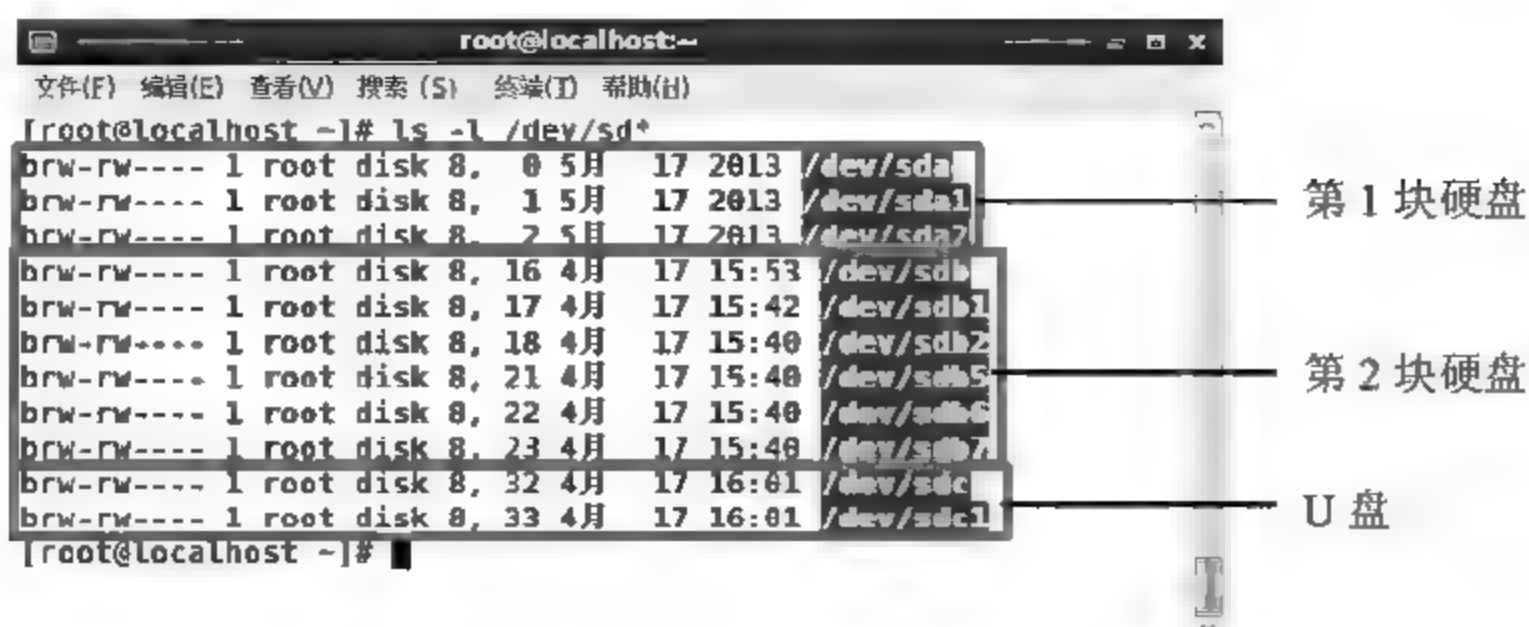 root@localhost:~
文件(F) 编辑(E) 查看(V) 搜索 (S) 终端(T) 帮助(H)
[root@localhost ~]# ls -l /dev/sd*
brw-rw---- 1 root disk 8, 0 5月 17 2013 /dev/sda
brw-rw---- 1 root disk 8, 1 5月 17 2013 /dev/sda1
brw-rw---- 1 root disk 8, 2 5月 17 2013 /dev/sda2
第 1 块硬盘
brw-rw---- 1 root disk 8, 16 4月 17 15:53 /dev/sdb
brw-rw---- 1 root disk 8, 17 4月 17 15:42 /dev/sdb1
brw-rw---- 1 root disk 8, 18 4月 17 15:40 /dev/sdb2
brw-rw---- 1 root disk 8, 21 4月 17 15:40 /dev/sdb5
brw-rw---- 1 root disk 8, 22 4月 17 15:40 /dev/sdb6
brw-rw---- 1 root disk 8, 23 4月 17 15:40 /dev/sdb7
第 2 块硬盘
brw-rw---- 1 root disk 8, 32 4月 17 16:01 /dev/sdc
brw-rw---- 1 root disk 8, 33 4月 17 16:01 /dev/sdc1
U 盘
[root@localhost ~]#